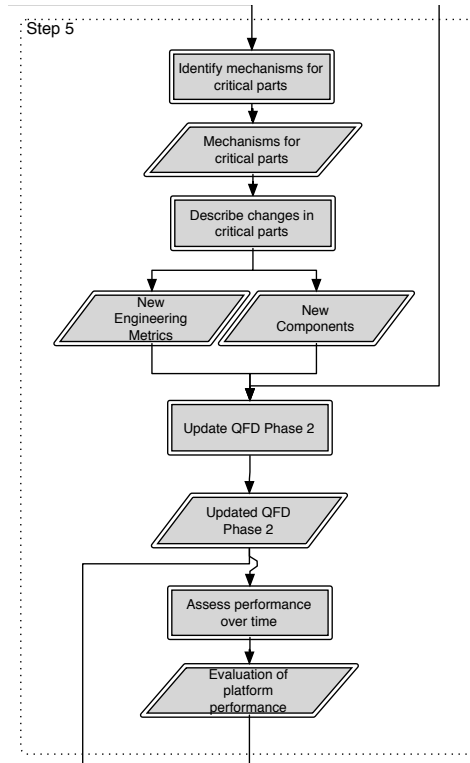 Step 5
Identify mechanisms for
critical parts
Mechanisms for
critical parts
Describe changes in
critical parts
New
Engineering
Metrics
New
Components
Update QFD Phase 2
Updated QFD
Phase 2
Assess performance
over time
Evaluation of
platform
performance